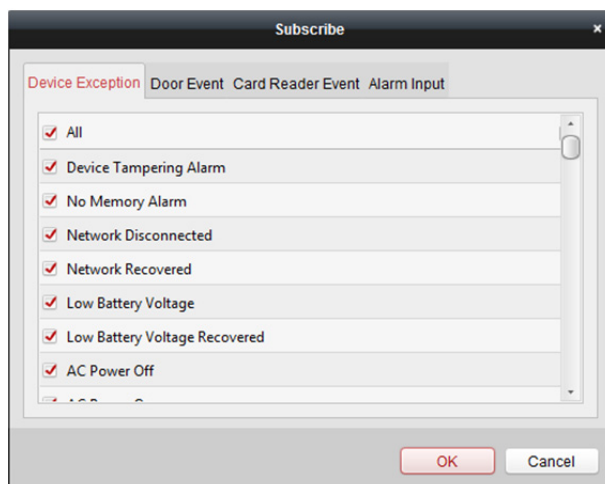 Subscribe
Device Exception Door Event Card Reader Event Alarm Input
All
Device Tampering Alarm
No Memory Alarm
Network Disconnected
Network Recovered
Low Battery Voltage
Low Battery Voltage Recovered
AC Power Off
OK Cancel